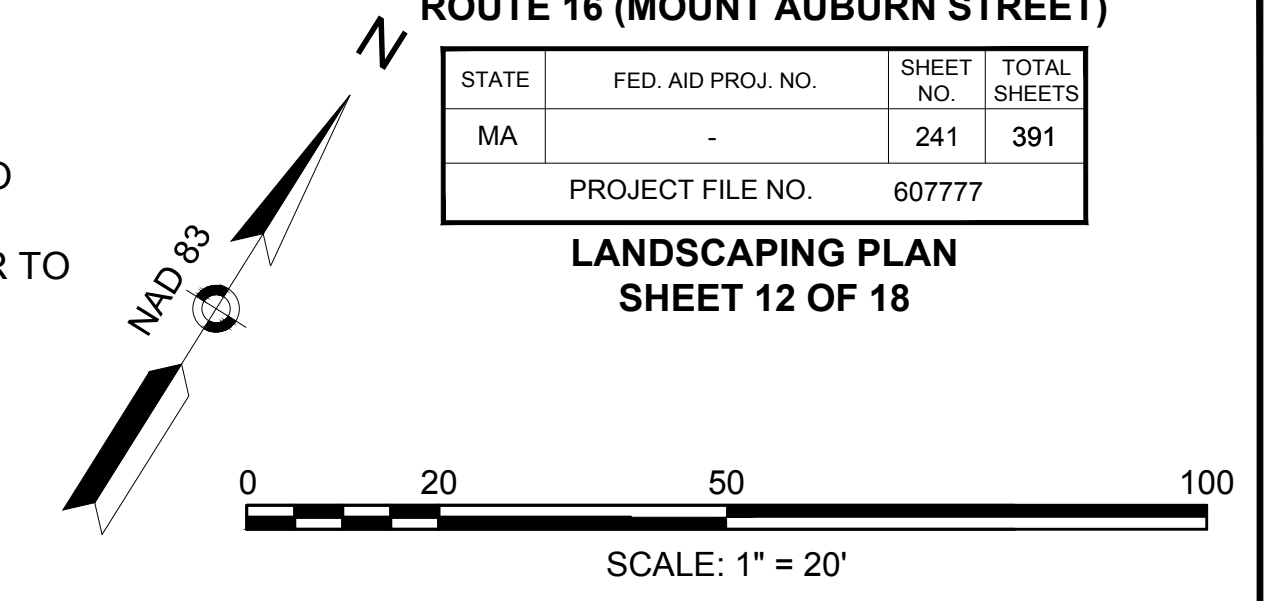 ROUTE 16 (MOUNT AUBURN STREET)
N
STATE FED. AID PROJ. NO. SHEET NO. TOTAL SHEETS
MA - 241 391
PROJECT FILE NO. 607777
R TO
NAD 83
LANDSCAPING PLAN
SHEET 12 OF 18
0 20 50 100
SCALE: 1" = 20'